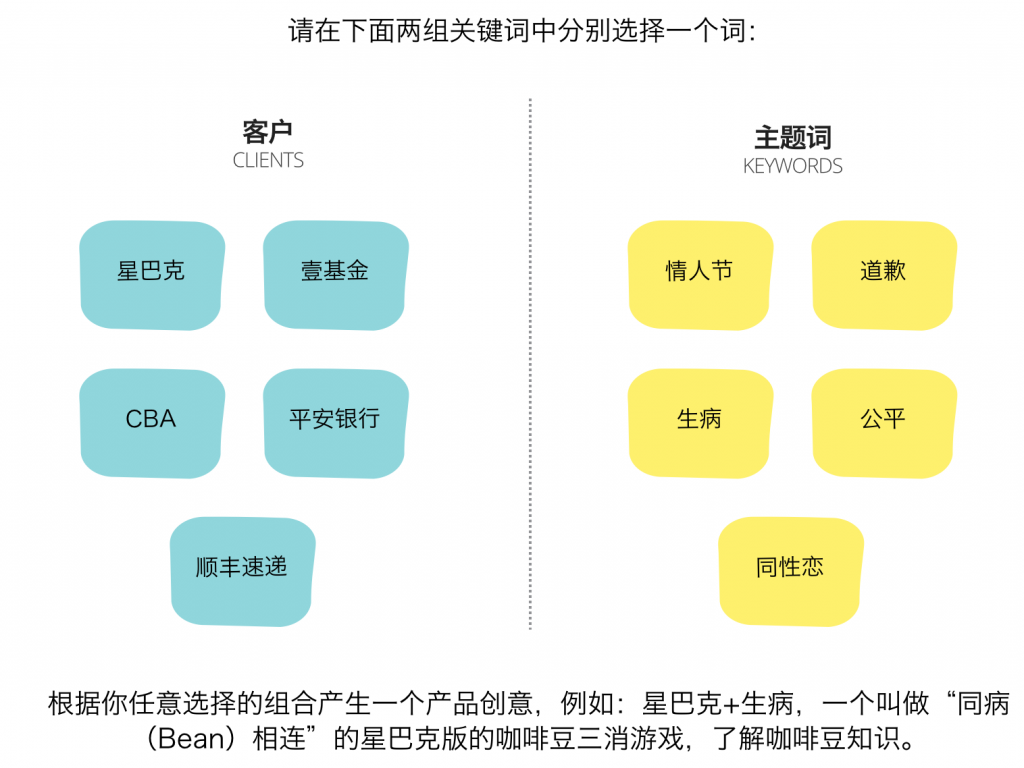 请在下面两组关键词中分别选择一个词：
客户
CLIENTS
星巴克
壹基金
CBA
平安银行
顺丰速递
主题词
KEYWORDS
情人节
道歉
生病
公平
同性恋
根据你任意选择的组合产生一个产品创意，例如：星巴克+生病，一个叫做“同病
（Bean）相连”的星巴克版的咖啡豆三消游戏，了解咖啡豆知识。